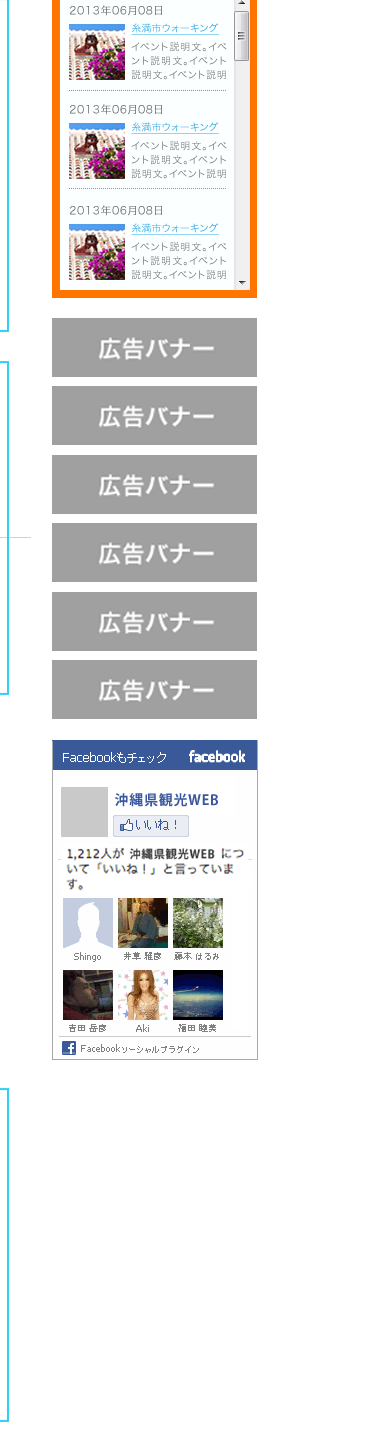 2013年06月08日
糸満市ウォーキング
イベント説明文。イベ
ント説明文。イベント
説明文。イベント説明
2013年06月08日
糸満市ウォーキング
イベント説明文。イベ
ント説明文。イベント
説明文。イベント説明
2013年06月08日
糸満市ウォーキング
イベント説明文。イベ
ント説明文。イベント
説明文。イベント説明
広告バナー
広告バナー
広告バナー
広告バナー
広告バナー
広告バナー
Facebookもチェック facebook
沖縄県観光WEB
いいね！
1,212人が 沖縄県観光WEB につ
いて「いいね！」と言っていま
す。
Shingo 井草 雅彦 藤本 はるみ
吉田 岳彦 Aki 福田 睦美
Facebookソーシャルプラグイン